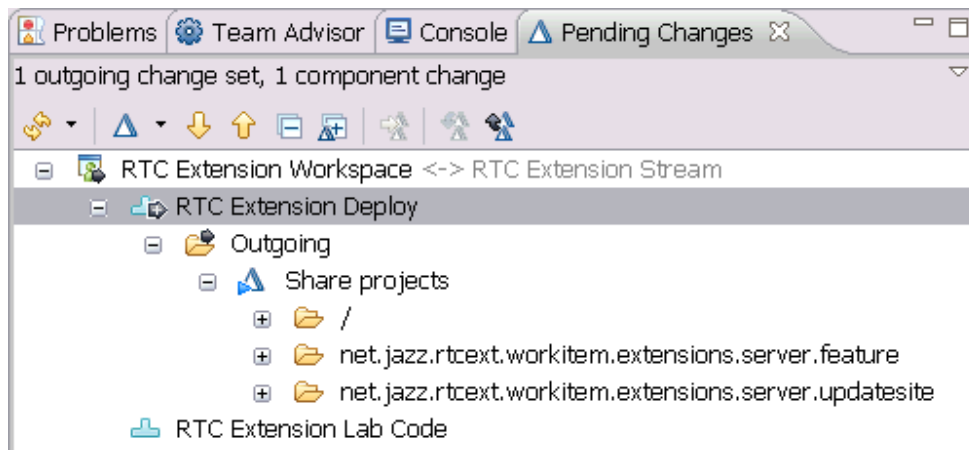 Problems Team Advisor Console Pending Changes
1 outgoing change set, 1 component change
RTC Extension Workspace <-> RTC Extension Stream
RTC Extension Deploy
Outgoing
Share projects
/
net.jazz.rtcext.workitem.extensions.server.feature
net.jazz.rtcext.workitem.extensions.server.updatesite
RTC Extension Lab Code